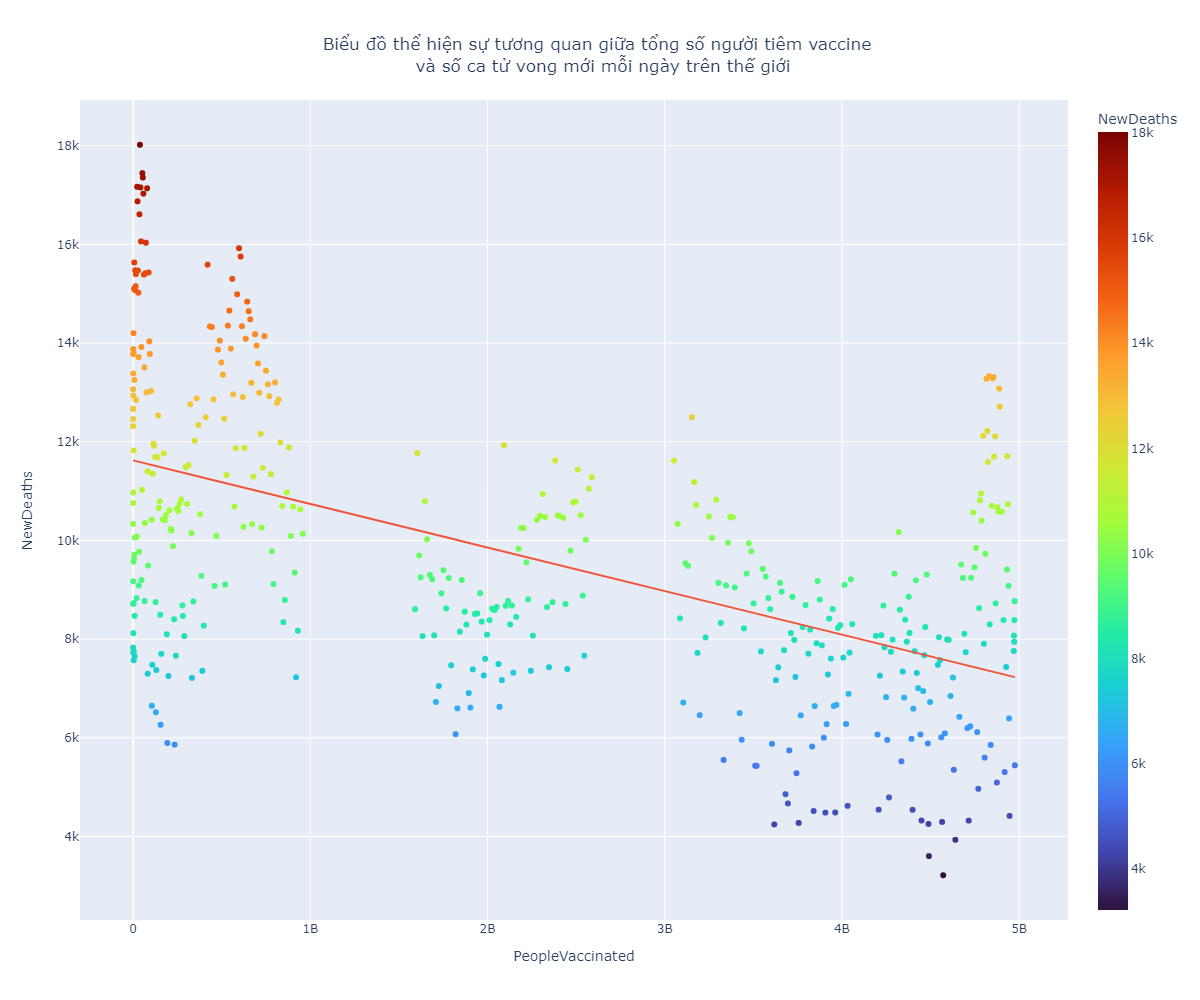 Biểu đồ thể hiện sự tương quan giữa tổng số người tiêm vaccine
và số ca tử vong mới mỗi ngày trên thế giới
NewDeaths
18k
16k
14k
12k
10k
8k
6k
4k
0
1B
2B
3B
4B
5B
PeopleVaccinated
NewDeaths
18k
16k
14k
12k
10k
8k
6k
4k